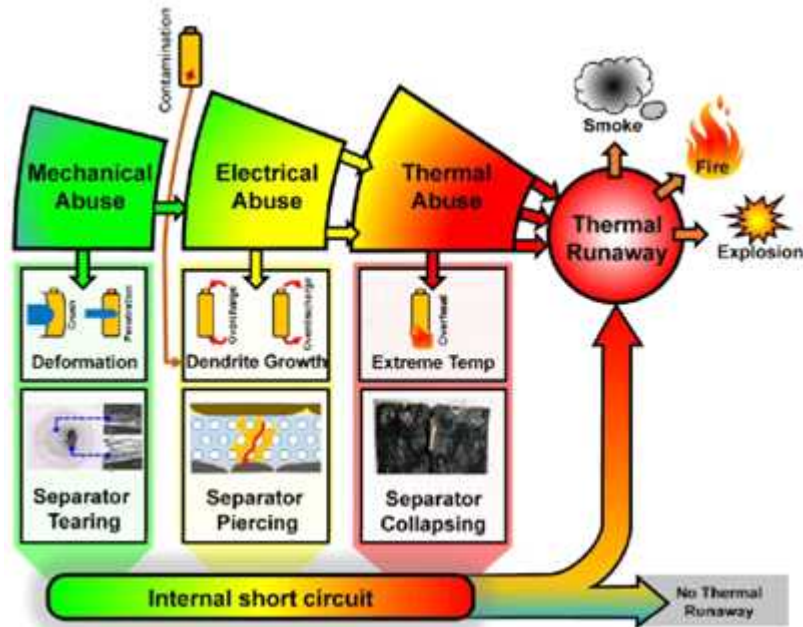 Contamination
Smoke
Fire
Explosion
Mechanical
Abuse
Electrical
Abuse
Thermal
Abuse
Thermal
Runaway
Crush
Penetration
Deformation
Overcharge
Overdischarge
Dendrite Growth
Overheat
Extreme Temp
Separator
Tearing
Separator
Piercing
Separator
Collapsing
Internal short circuit
No Thermal
Runaway